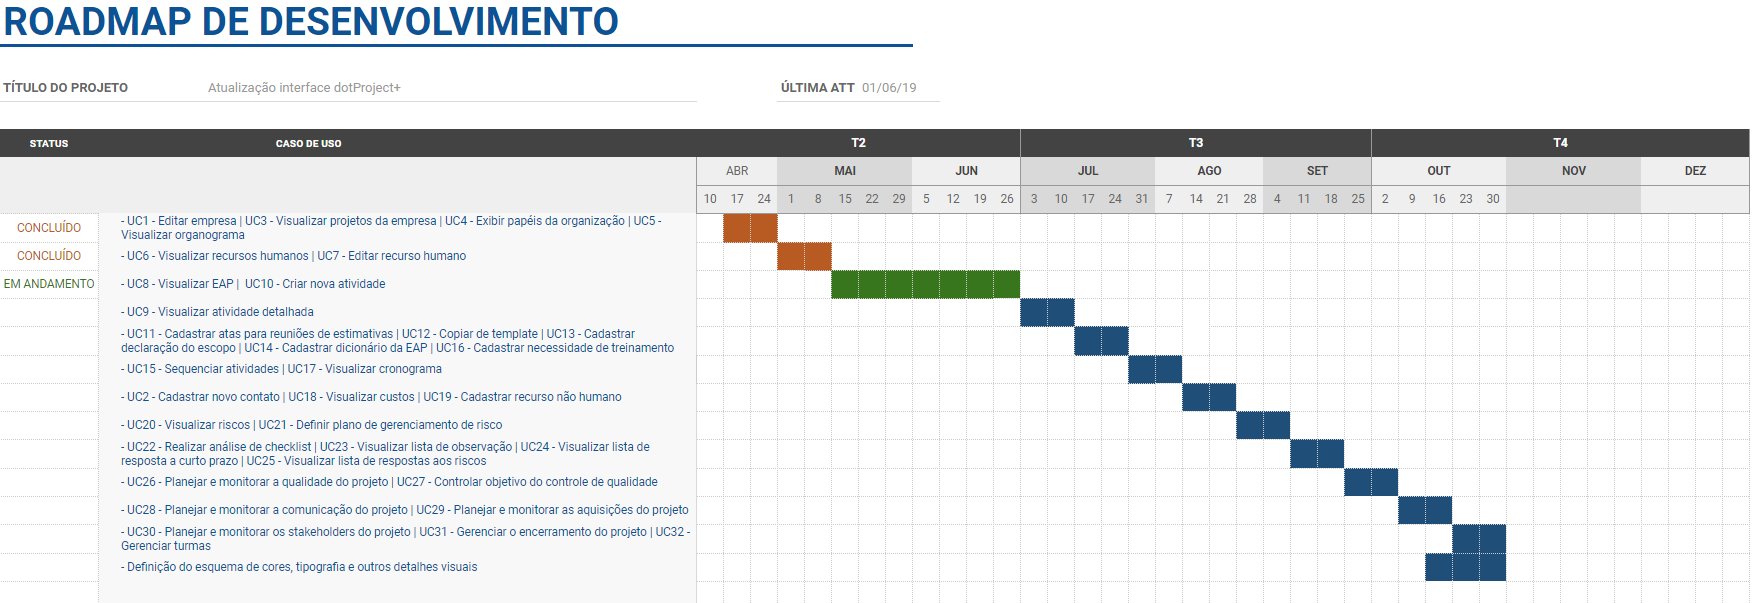 ROADMAP DE DESENVOLVIMENTO
TÍTULO DO PROJETO Atualização interface dotProject+ ÚLTIMA ATT 01/06/19
STATUS CASO DE USO T2 T3 T4
ABR MAI JUN JUL AGO SET OUT NOV DEZ
10 17 24 1 8 15 22 29 5 12 19 26 3 10 17 24 31 7 14 21 28 4 11 18 25 2 9 16 23 30
CONCLUÍDO - UC1 - Editar empresa | UC3 - Visualizar projetos da empresa | UC4 - Exibir papéis da organização | UC5 -
Visualizar organograma
CONCLUÍDO - UC6 - Visualizar recursos humanos | UC7 - Editar recurso humano
EM ANDAMENTO - UC8 - Visualizar EAP | UC10 - Criar nova atividade
- UC9 - Visualizar atividade detalhada
- UC11 - Cadastrar atas para reuniões de estimativas | UC12 - Copiar de template | UC13 - Cadastrar
declaração do escopo | UC14 - Cadastrar dicionário da EAP | UC16 - Cadastrar necessidade de treinamento
- UC15 - Sequenciar atividades | UC17 - Visualizar cronograma
- UC2 - Cadastrar novo contato | UC18 - Visualizar custos | UC19 - Cadastrar recurso não humano
- UC20 - Visualizar riscos | UC21 - Definir plano de gerenciamento de risco
- UC22 - Realizar análise de checklist | UC23 - Visualizar lista de observação | UC24 - Visualizar lista de
resposta a curto prazo | UC25 - Visualizar lista de respostas aos riscos
- UC26 - Planejar e monitorar a qualidade do projeto | UC27 - Controlar objetivo do controle de qualidade
- UC28 - Planejar e monitorar a comunicação do projeto | UC29 - Planejar e monitorar as aquisições do projeto
- UC30 - Planejar e monitorar os stakeholders do projeto | UC31 - Gerenciar o encerramento do projeto | UC32 -
Gerenciar turmas
- Definição do esquema de cores, tipografia e outros detalhes visuais